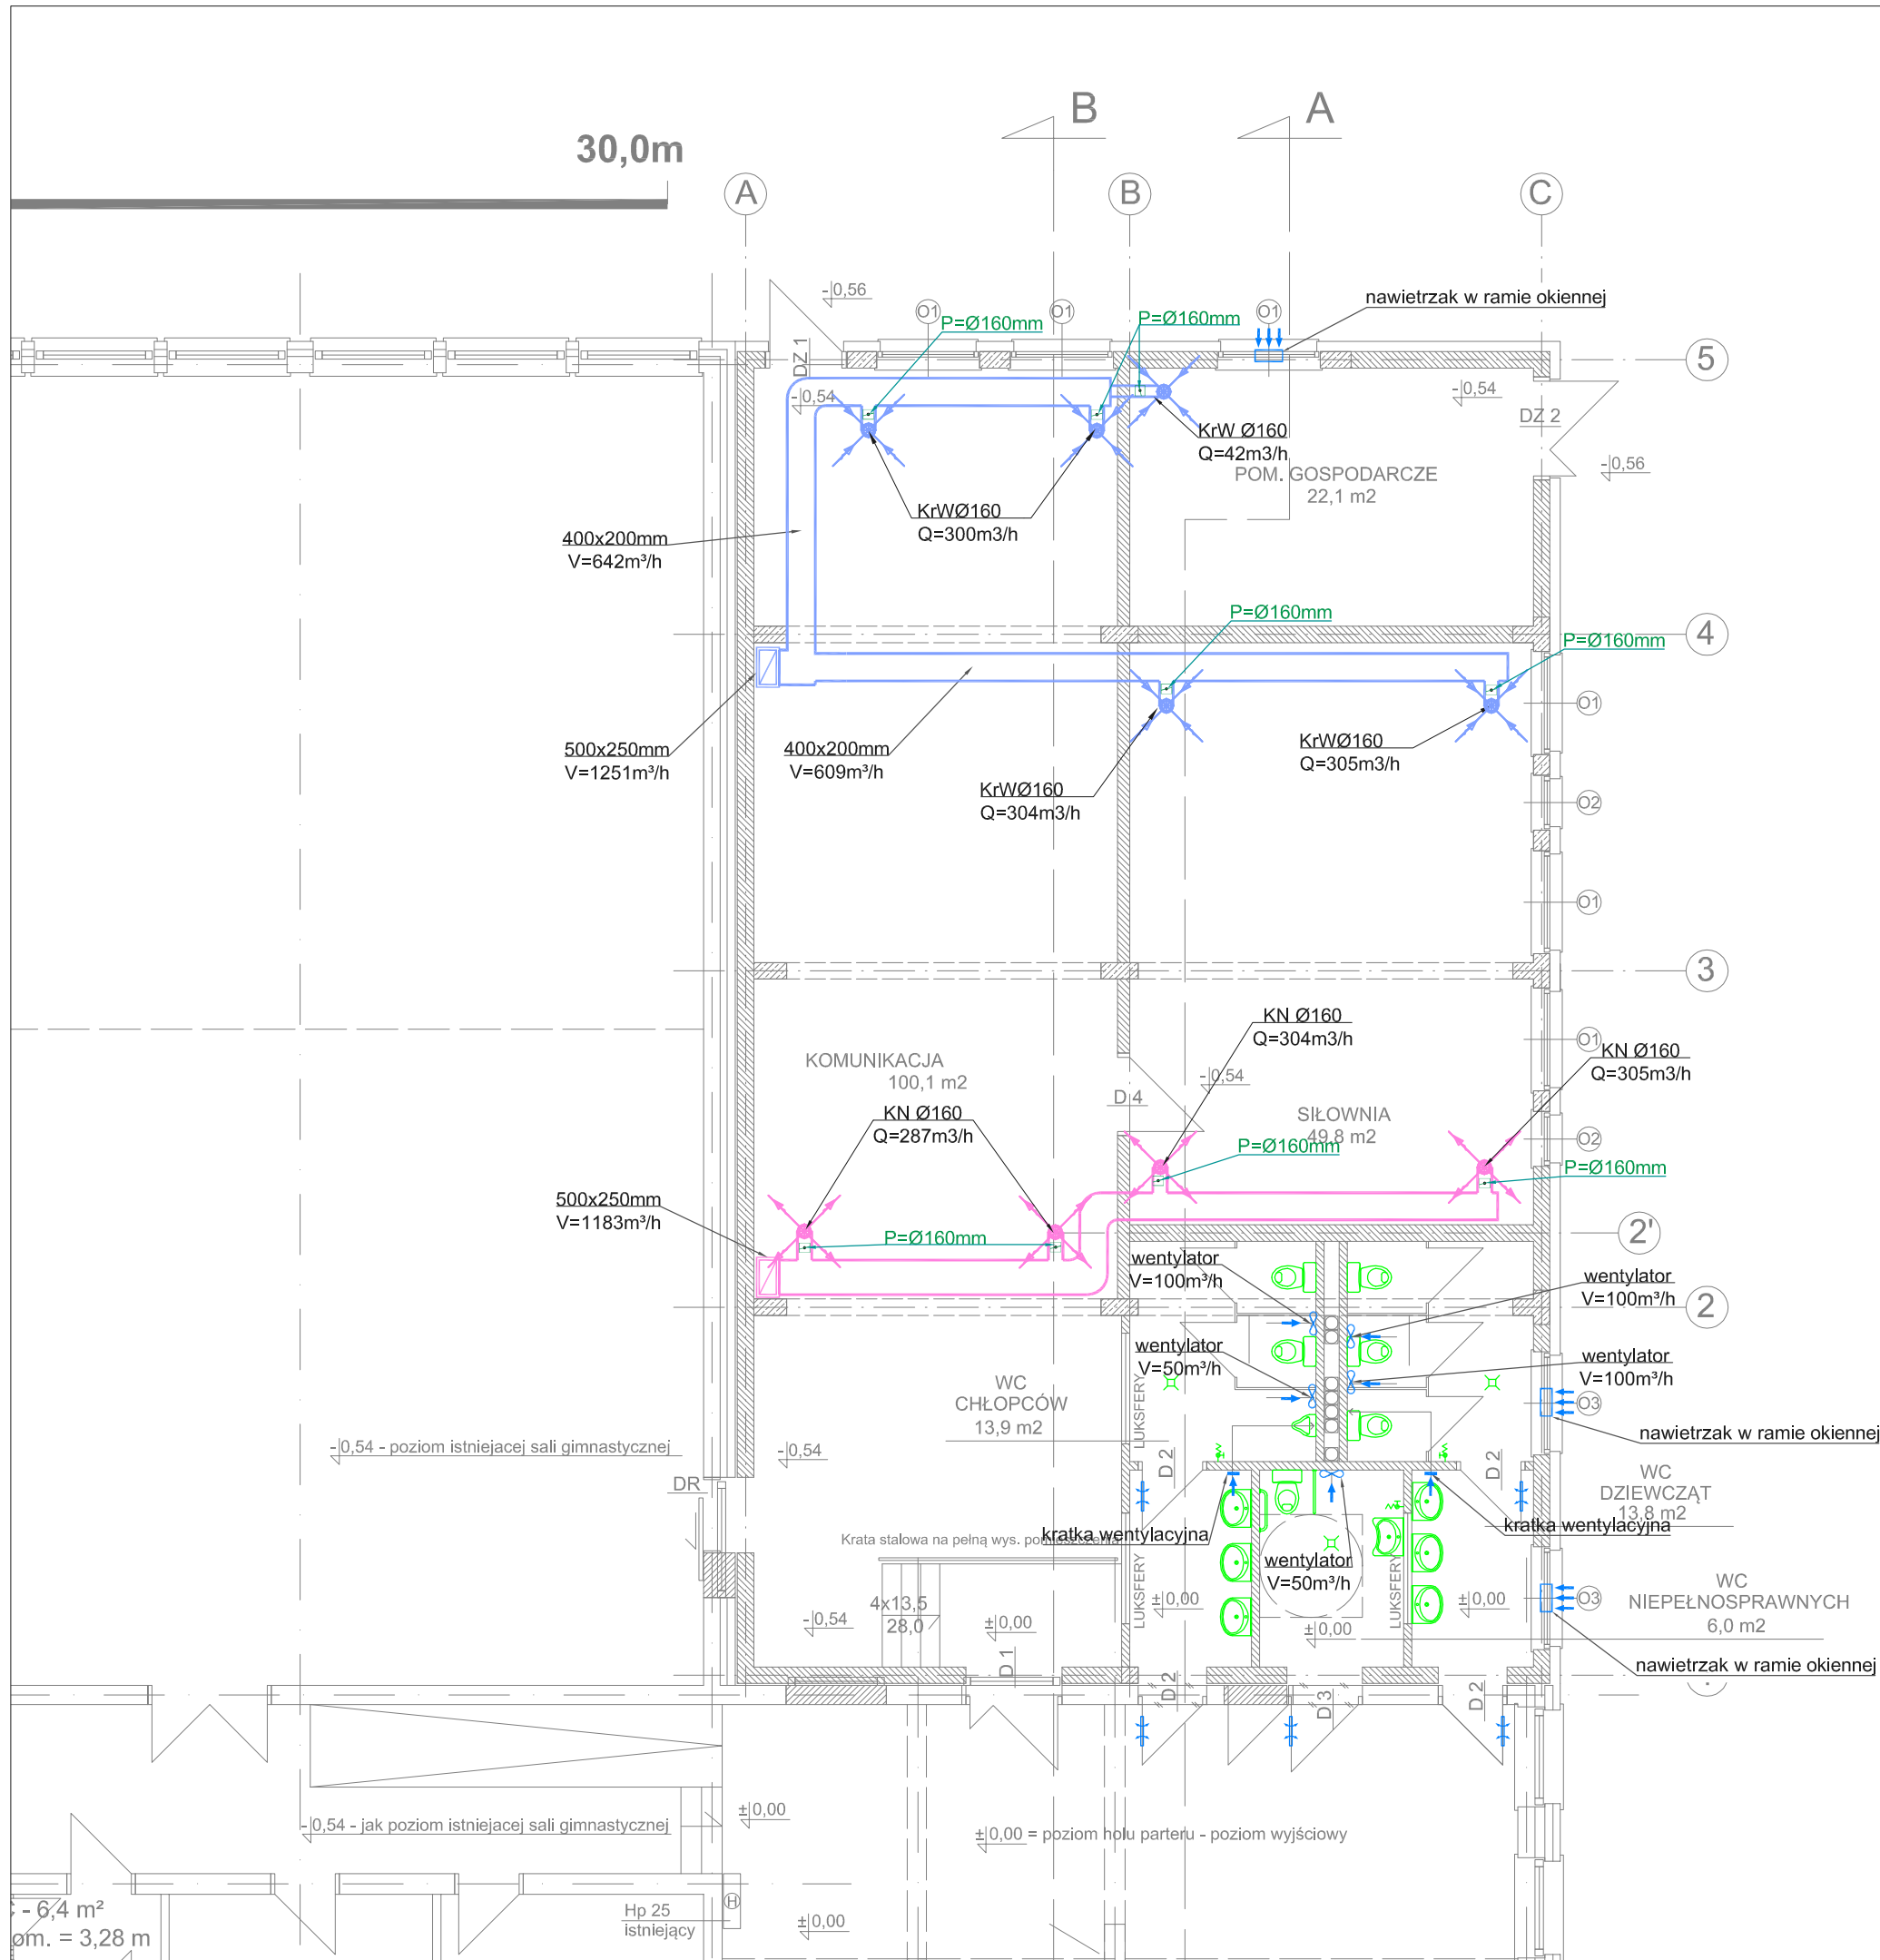 B
A
30,0m
A
B
C
-0,56
nawietrzak w ramie okiennej
O1
O1
O1
P=Ø160mm
P=Ø160mm
DZ 1
5
-0,54
-0,54
DZ 2
KrW Ø160
Q=42m3/h
-0,56
POM. GOSPODARCZE
22,1 m2
KrWØ160
Q=300m3/h
400x200mm
V=642m³/h
P=Ø160mm
4
P=Ø160mm
O1
500x250mm
V=1251m³/h
400x200mm
V=609m³/h
KrWØ160
Q=305m3/h
KrWØ160
Q=304m3/h
O2
O1
3
KN Ø160
Q=304m3/h
O1
KN Ø160
Q=305m3/h
KOMUNIKACJA
100,1 m2
-0,54
D 4
KN Ø160
Q=287m3/h
SIŁOWNIA
49,8 m2
O2
P=Ø160mm
P=Ø160mm
500x250mm
V=1183m³/h
P=Ø160mm
2'
wentylator
V=100m³/h
wentylator
V=100m³/h
2
wentylator
V=50m³/h
wentylator
V=100m³/h
WC
CHŁOPCÓW
13,9 m2
LUKSFERY
O3
nawietrzak w ramie okiennej
-0,54 - poziom istniejacej sali gimnastycznej
-0,54
D 2
D 2
DR
WC
DZIEWCZĄT
13,8 m2
kratka wentylacyjna
kratka wentylacyjna
Krata stalowa na pełną wys. pomieszczenia
wentylator
V=50m³/h
LUKSFERY
LUKSFERY
WC
NIEPEŁNOSPRAWNYCH
6,0 m2
O3
4x13,5
28,0
-0,54
±0,00
±0,00
±0,00
±0,00
nawietrzak w ramie okiennej
D 1
D 2
D 3
D 2
±0,00
-0,54 - jak poziom istniejacej sali gimnastycznej
±0,00 = poziom holu parteru - poziom wyjściowy
- 6,4 m²
om. = 3,28 m
Hp 25
istniejący
H
±0,00